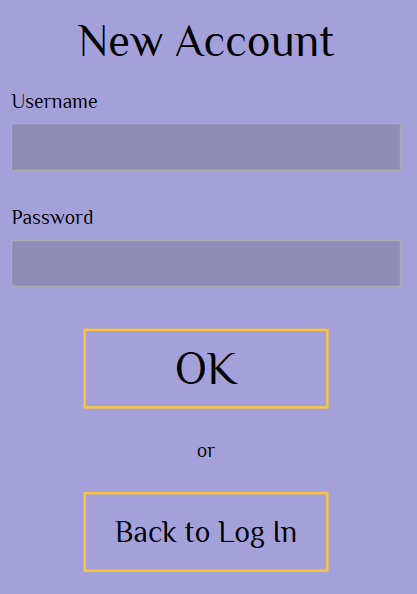 New Account
Username
Password
OK
or
Back to Log In